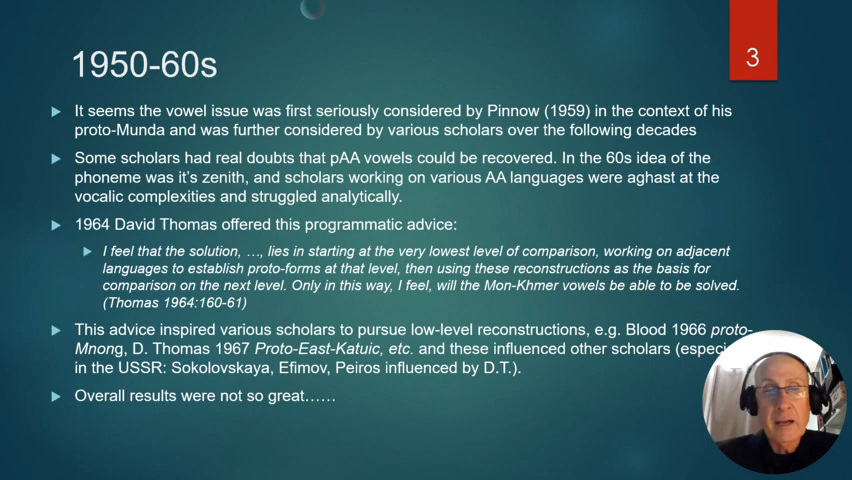 1950-60s
3
It seems the vowel issue was first seriously considered by Pinnow (1959) in the context of his
proto-Munda and was further considered by various scholars over the following decades
Some scholars had real doubts that pAA vowels could be recovered. In the 60s idea of the
phoneme was it's zenith, and scholars working on various AA languages were aghast at the
vocalic complexities and struggled analytically.
1964 David Thomas offered this programmatic advice:
I feel that the solution, …, lies in starting at the very lowest level of comparison, working on adjacent
languages to establish proto-forms at that level, then using these reconstructions as the basis for
comparison on the next level. Only in this way, I feel, will the Mon-Khmer vowels be able to be solved.
(Thomas 1964:160-61)
This advice inspired various scholars to pursue low-level reconstructions, e.g. Blood 1966 proto-
Mnong, D. Thomas 1967 Proto-East-Katuic, etc. and these influenced other scholars
in the USSR: Sokolovskaya, Efimov, Peiros influenced by D.T.).
Overall results were not so great……